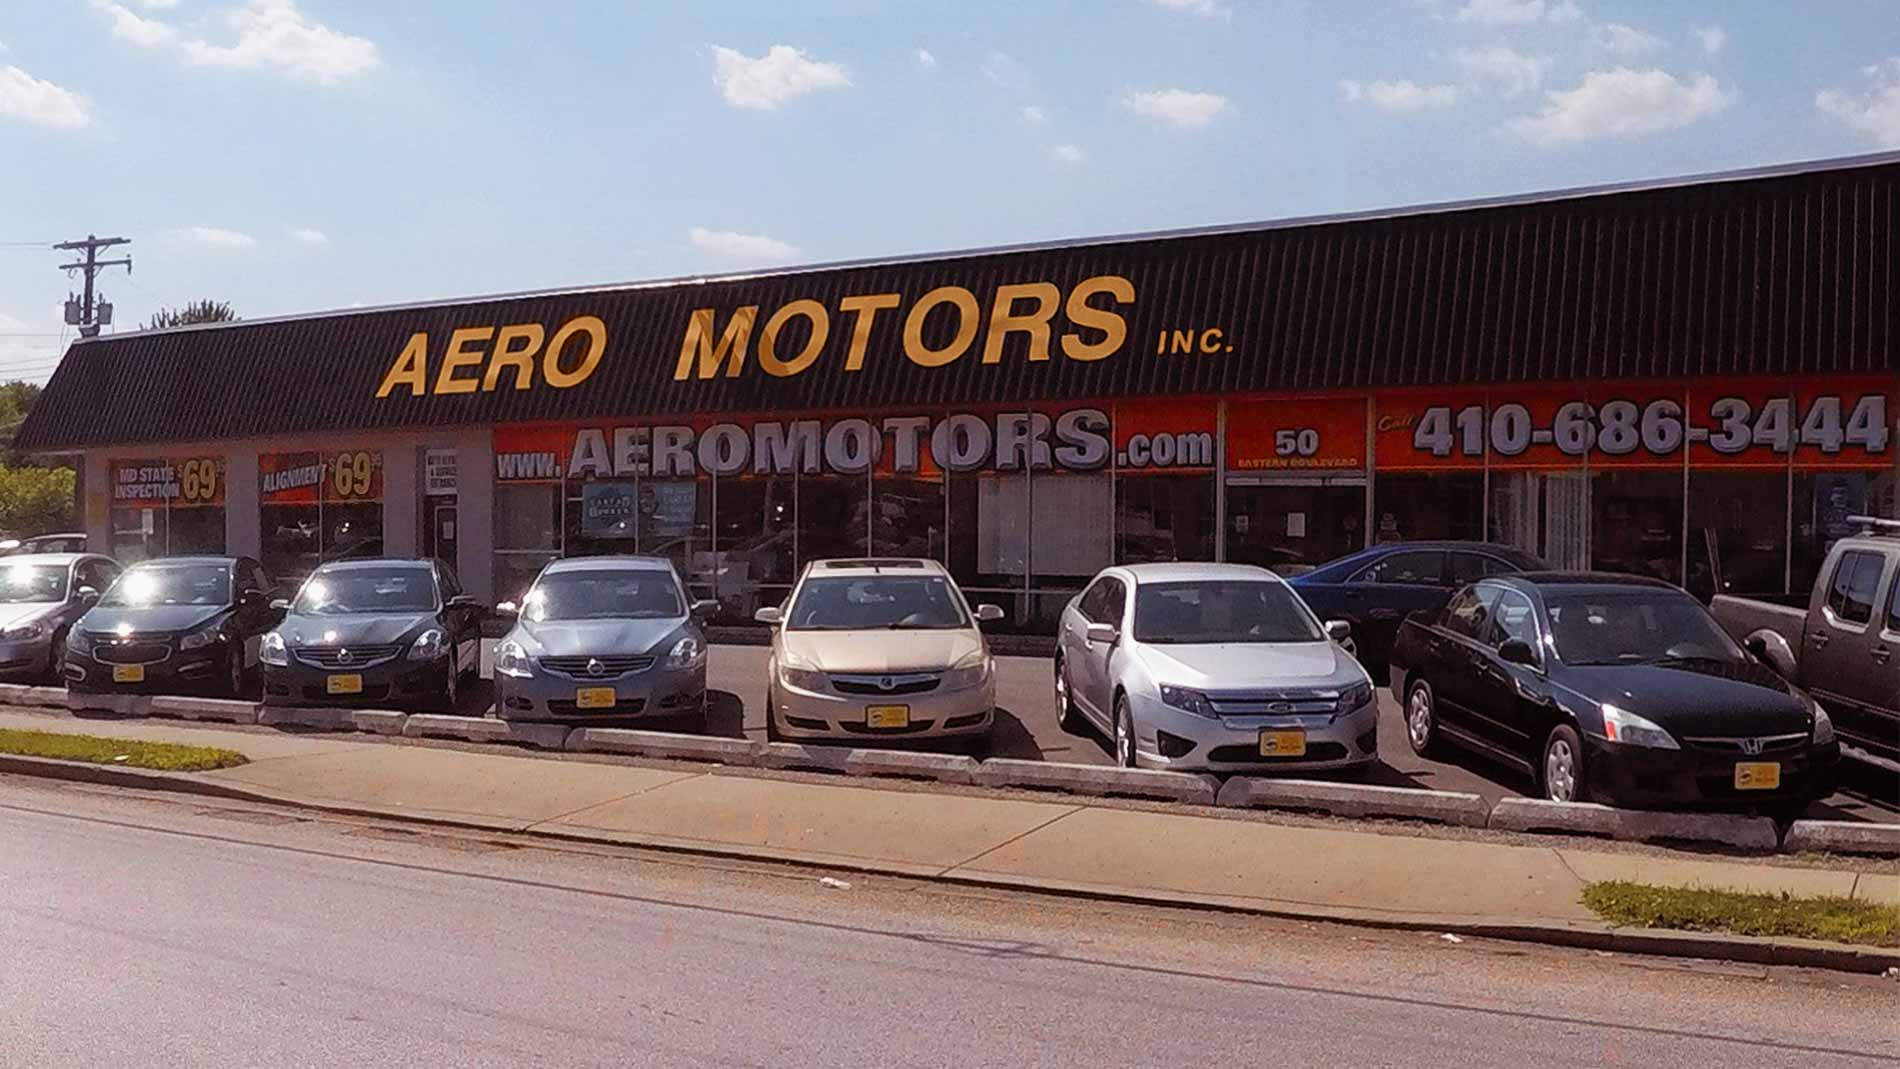 AERO MOTORS INC.
MD STATE
INSPECTION $69
ALIGNMENT $69
www.AEROMOTORS.com
50
EASTERN BOULEVARD
Call 410-686-3444